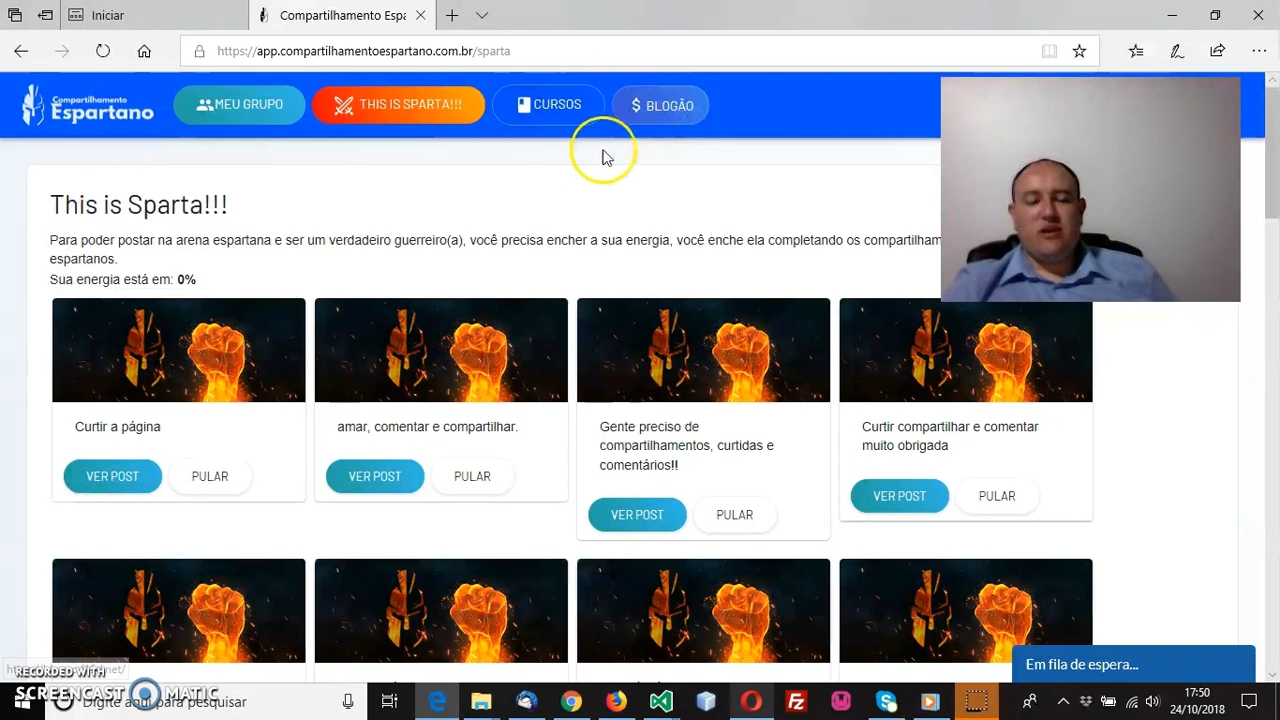 Iniciar
Compartilhamento Espa
https://app.compartilhamentoespartano.com.br/sparta
Compartilhamento
Espartano
MEU GRUPO
THIS IS SPARTA!!!
CURSOS
$ BLOGÃO
This is Sparta!!!
Para poder postar na arena espartana e ser um verdadeiro guerreiro(a), você precisa encher a sua energia, você enche ela completando os compartilham
espartanos.
Sua energia está em: 0%
Curtir a página
VER POST
PULAR
amar, comentar e compartilhar.
VER POST
PULAR
Gente preciso de
compartilhamentos, curtidas e
comentários!!
VER POST
PULAR
Curtir compartilhar e comentar
muito obrigada
VER POST
PULAR
Em fila de espera...
RECORDED WITH
SCREENCAST MATIC
Digite aqui para pesquisar
17:50
24/10/2018